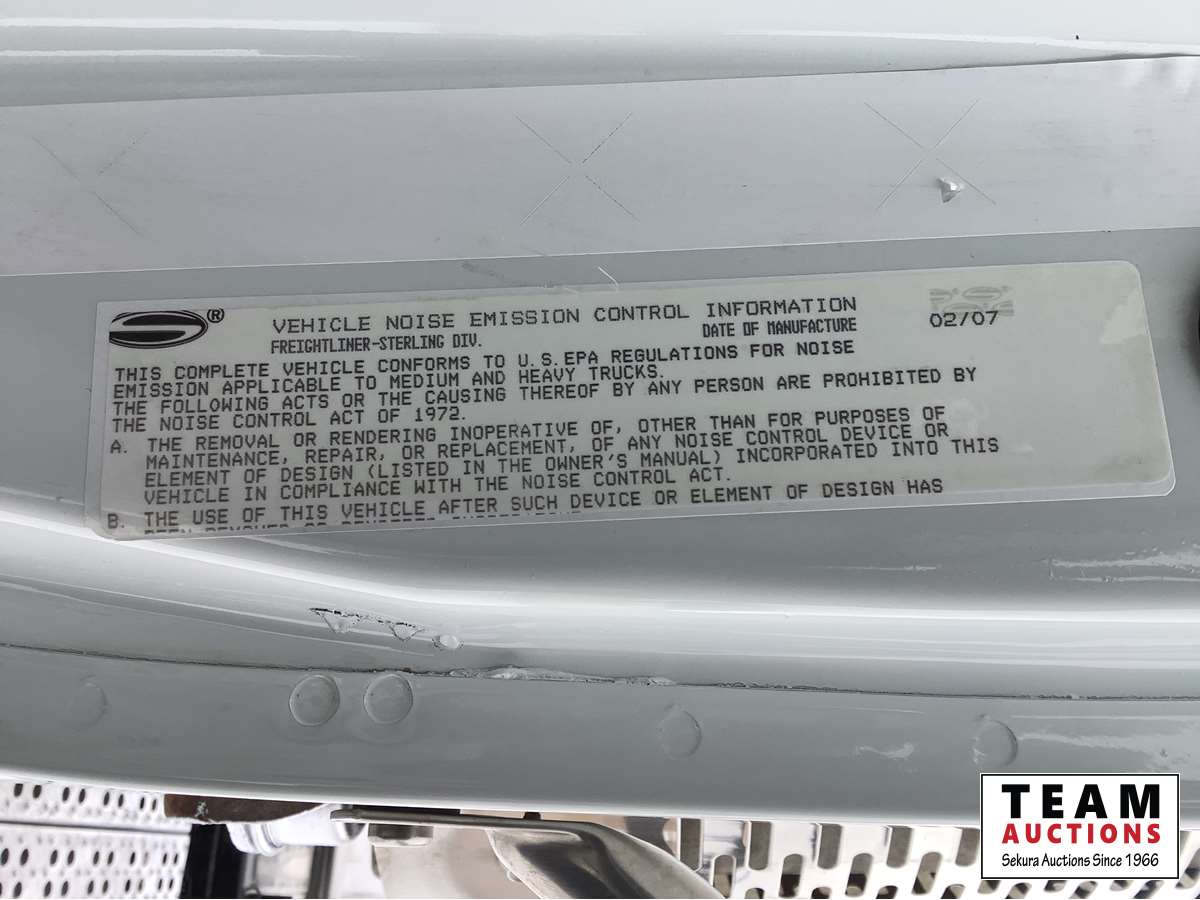 ® VEHICLE NOISE EMISSION CONTROL INFORMATION
FREIGHTLINER-STERLING DIV. DATE OF MANUFACTURE 02/07
THIS COMPLETE VEHICLE CONFORMS TO U.S.EPA REGULATIONS FOR NOISE
EMISSION APPLICABLE TO MEDIUM AND HEAVY TRUCKS.
THE FOLLOWING ACTS OR THE CAUSING THEREOF BY ANY PERSON ARE PROHIBITED BY
THE NOISE CONTROL ACT OF 1972.
A. THE REMOVAL OR RENDERING INOPERATIVE OF, OTHER THAN FOR PURPOSES OF
MAINTENANCE, REPAIR, OR REPLACEMENT, OF ANY NOISE CONTROL DEVICE OR
ELEMENT OF DESIGN (LISTED IN THE OWNER'S MANUAL) INCORPORATED INTO THIS
VEHICLE IN COMPLIANCE WITH THE NOISE CONTROL ACT.
B. THE USE OF THIS VEHICLE AFTER SUCH DEVICE OR ELEMENT OF DESIGN HAS
TEAM
AUCTIONS
Sekura Auctions Since 1966